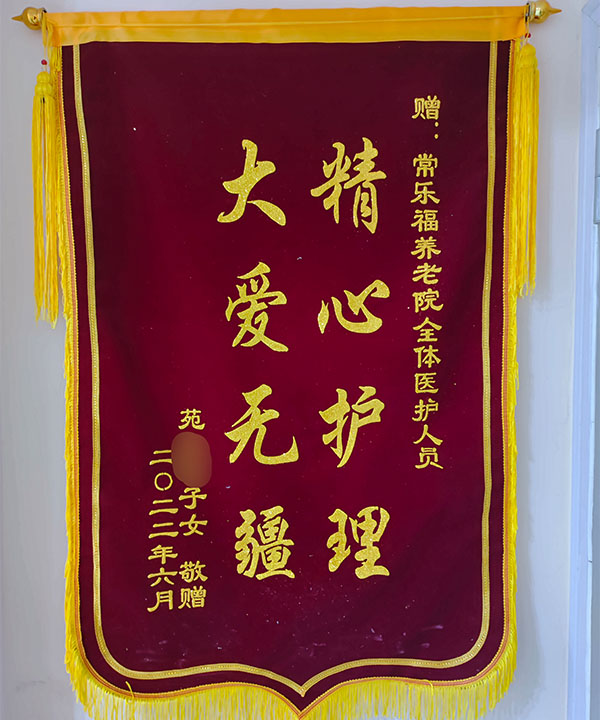 赠：常乐福养老院全体医护人员
精心护理
大爱无疆
苑 子女 敬赠
二〇二二年六月